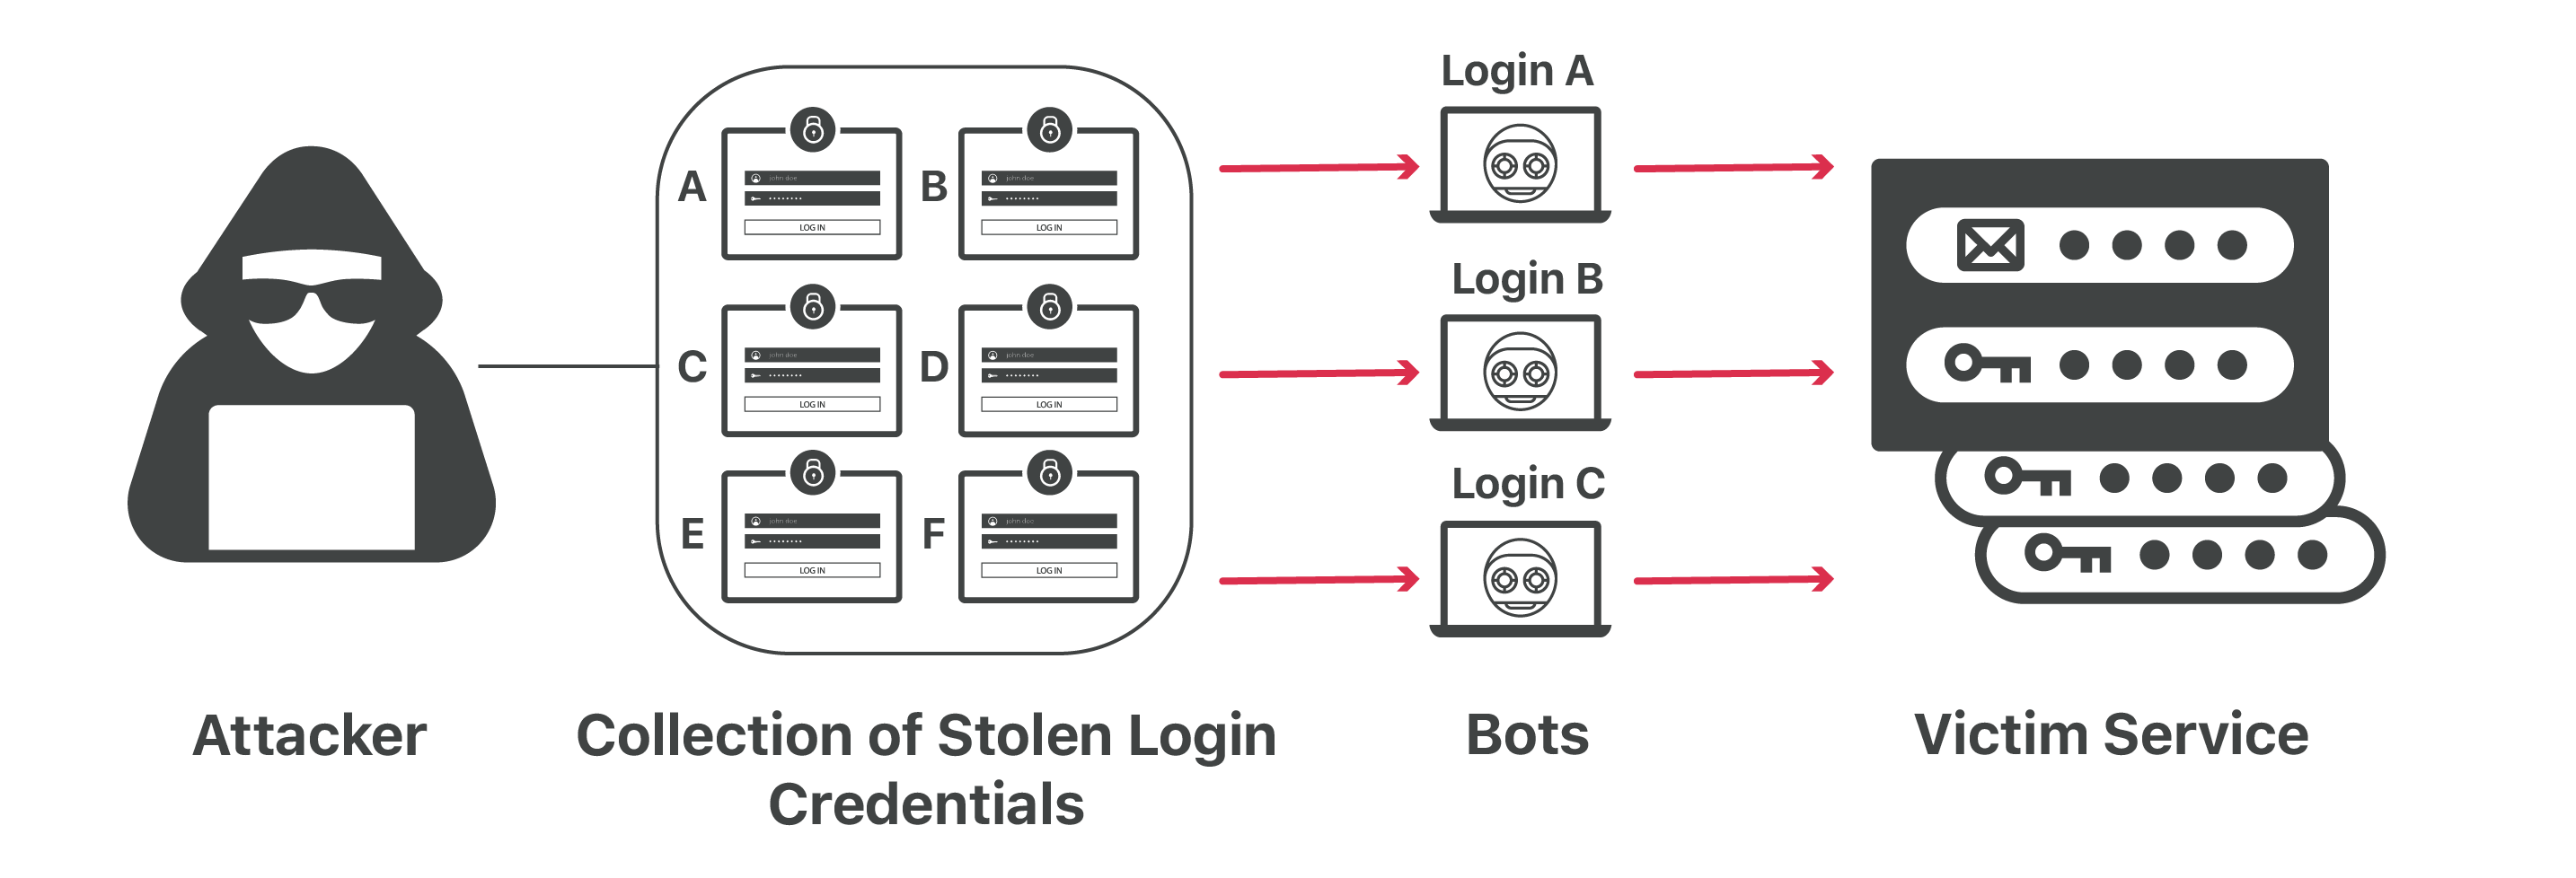 Login A
A
john doe
LOG IN
B
john doe
LOG IN
Login B
C
john doe
LOG IN
D
john doe
LOG IN
Login C
E
john doe
LOG IN
F
john doe
LOG IN
Attacker
Collection of Stolen Login
Credentials
Bots
Victim Service